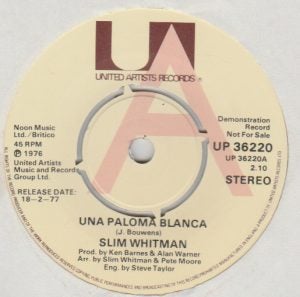 UNITED ARTISTS RECORDS®
A
Noon Music
Ltd. / Britico
45 RPM
℗ 1976
United Artists
Music and Records
Group Ltd.
RELEASE DATE:
18-2-77
Demonstration
Record
Not For Sale
UP 36220
UP 36220A
2.10
STEREO
UNA PALOMA BLANCA
(J. Bouwens)
SLIM WHITMAN
Prod. by Ken Barnes & Alan Warner
Arr. by Slim Whitman & Pete Moore
Eng. by Steve Taylor